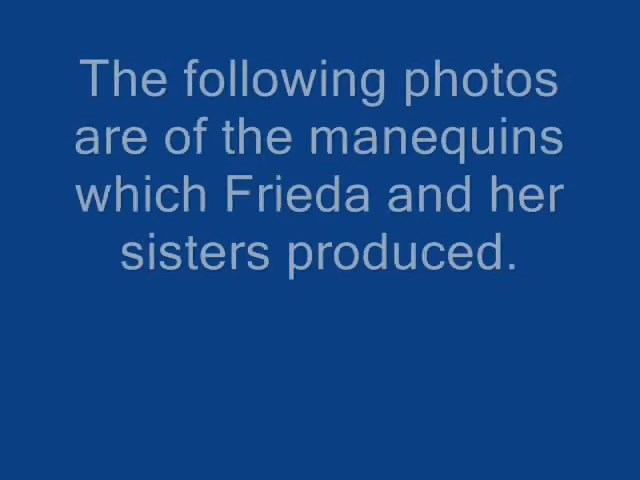 The following photos
are of the manequins
which Frieda and her
sisters produced.